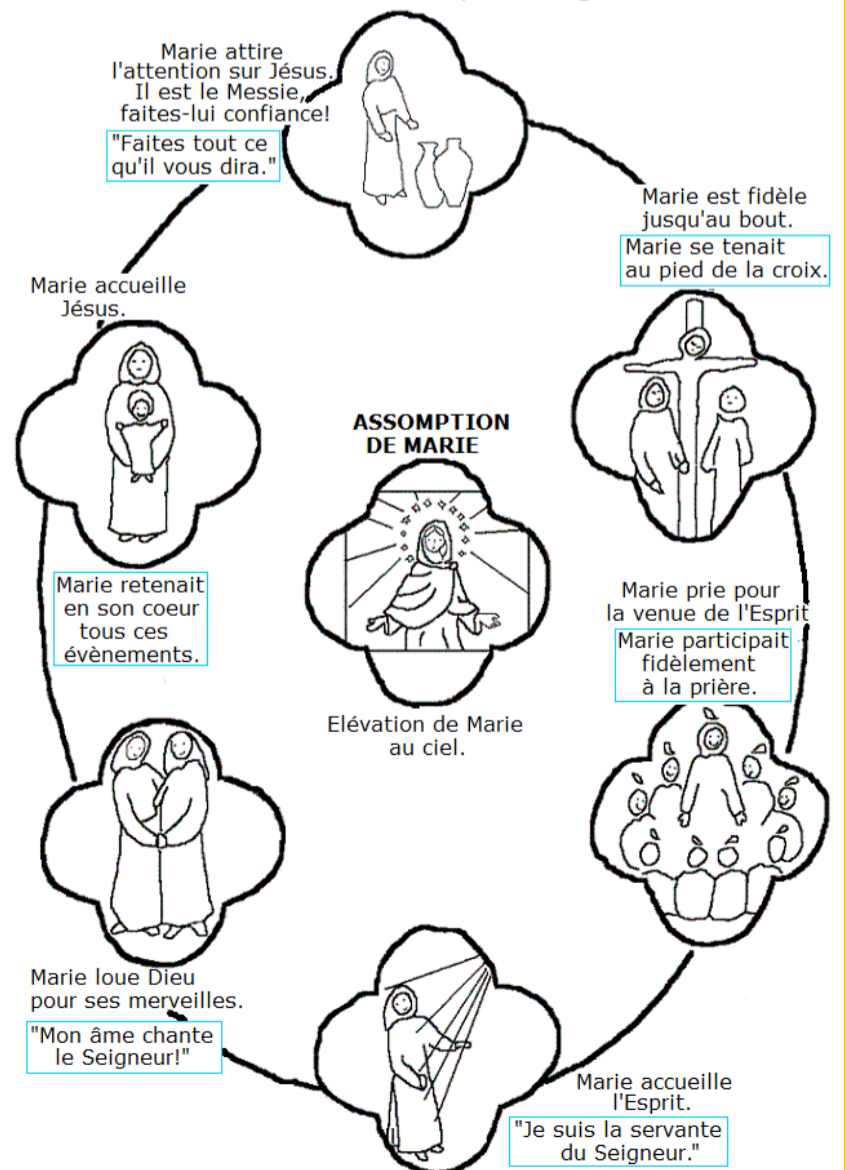 Marie attire
l'attention sur Jésus.
Il est le Messie,
faites-lui confiance!
"Faites tout ce
qu'il vous dira."
Marie est fidèle
jusqu'au bout.
Marie se tenait
au pied de la croix.
Marie accueille
Jésus.
Marie retenait
en son coeur
tous ces
évènements.
ASSOMPTION
DE MARIE
Elévation de Marie
au ciel.
Marie prie pour
la venue de l'Esprit
Marie participait
fidèlement
à la prière.
Marie loue Dieu
pour ses merveilles.
"Mon âme chante
le Seigneur!"
Marie accueille
l'Esprit.
"Je suis la servante
du Seigneur."